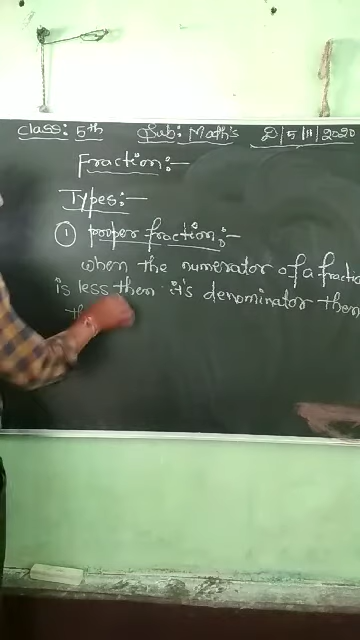 Class:- 5th Sub:- Math's D/5/11/2020
Fraction:-
Types:-
① proper fraction:-
when the numerator of a fractio
is less then it's denominator then
th